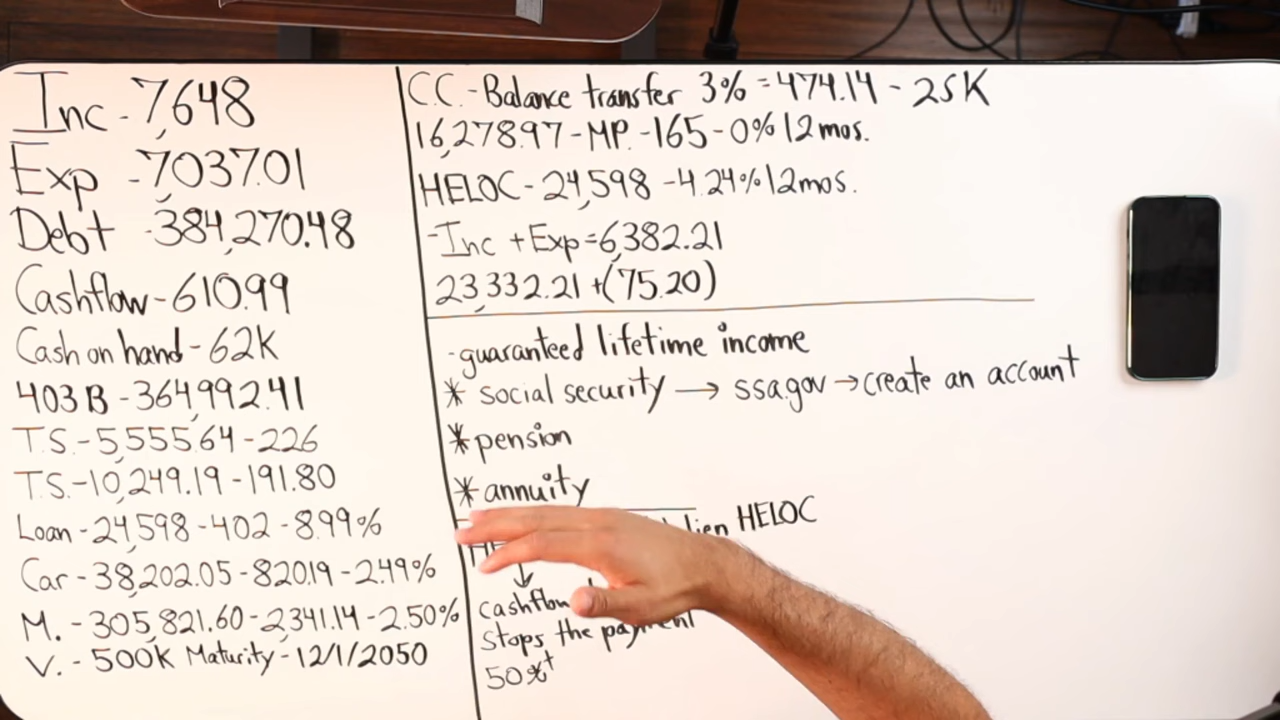 Inc - 7,648
Exp - 7,037.01
Debt - 384,270.48
Cashflow - 610.99
Cash on hand - 62K
403B - 364,992.41
T.S. - 5,555.64 - 226
T.S. - 10,249.19 - 191.80
Loan - 24,598 - 402 - 8.99%
Car - 38,202.05 - 820.19 - 2.49%
M. - 305,821.60 - 2,341.14 - 2.50%
V. - 500K Maturity - 12/1/2050
C.C. - Balance transfer 3% = 474.14 - 25K
16,278.97 - MP. - 165 - 0% 12mos.
HELOC - 24,598 - 4.24% 12mos.
- Inc + Exp = 6,382.21
23,332.21 + (75.20)
- guaranteed lifetime income
* social security → ssa.gov → create an account
* pension
* annuity
lien HELOC
↓
cashflow
Stops the payment
50%+